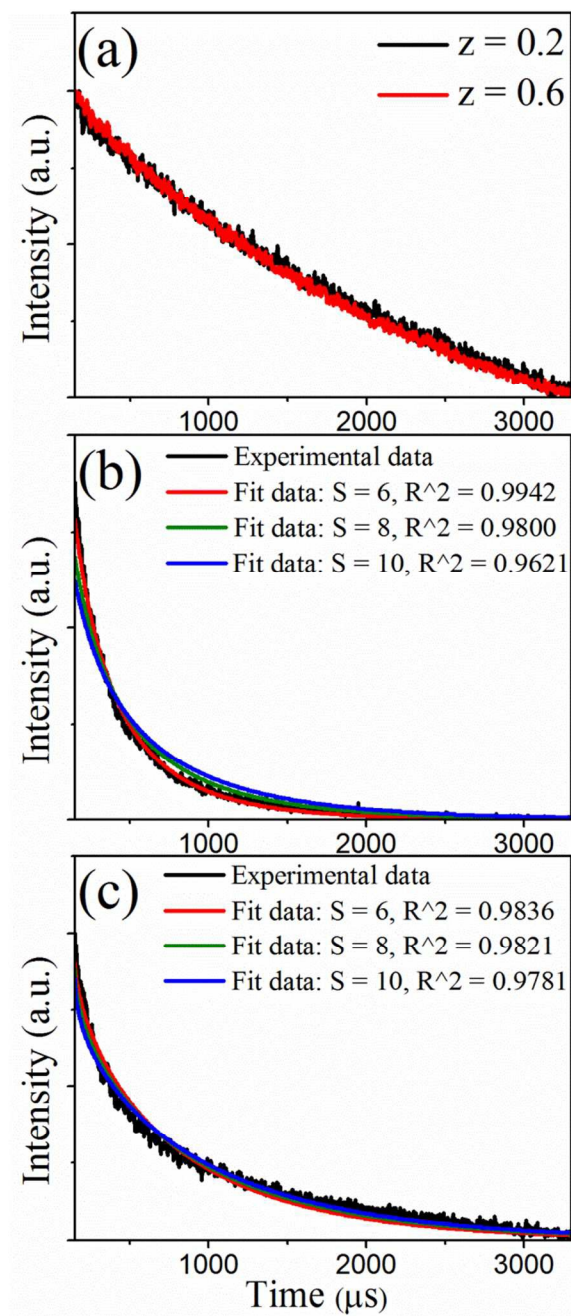 (a)
z = 0.2
z = 0.6
Intensity (a.u.)
1000 2000 3000
(b)
Experimental data
Fit data: S = 6, R^2 = 0.9942
Fit data: S = 8, R^2 = 0.9800
Fit data: S = 10, R^2 = 0.9621
Intensity (a.u.)
1000 2000 3000
(c)
Experimental data
Fit data: S = 6, R^2 = 0.9836
Fit data: S = 8, R^2 = 0.9821
Fit data: S = 10, R^2 = 0.9781
Intensity (a.u.)
1000 2000 3000
Time (μs)